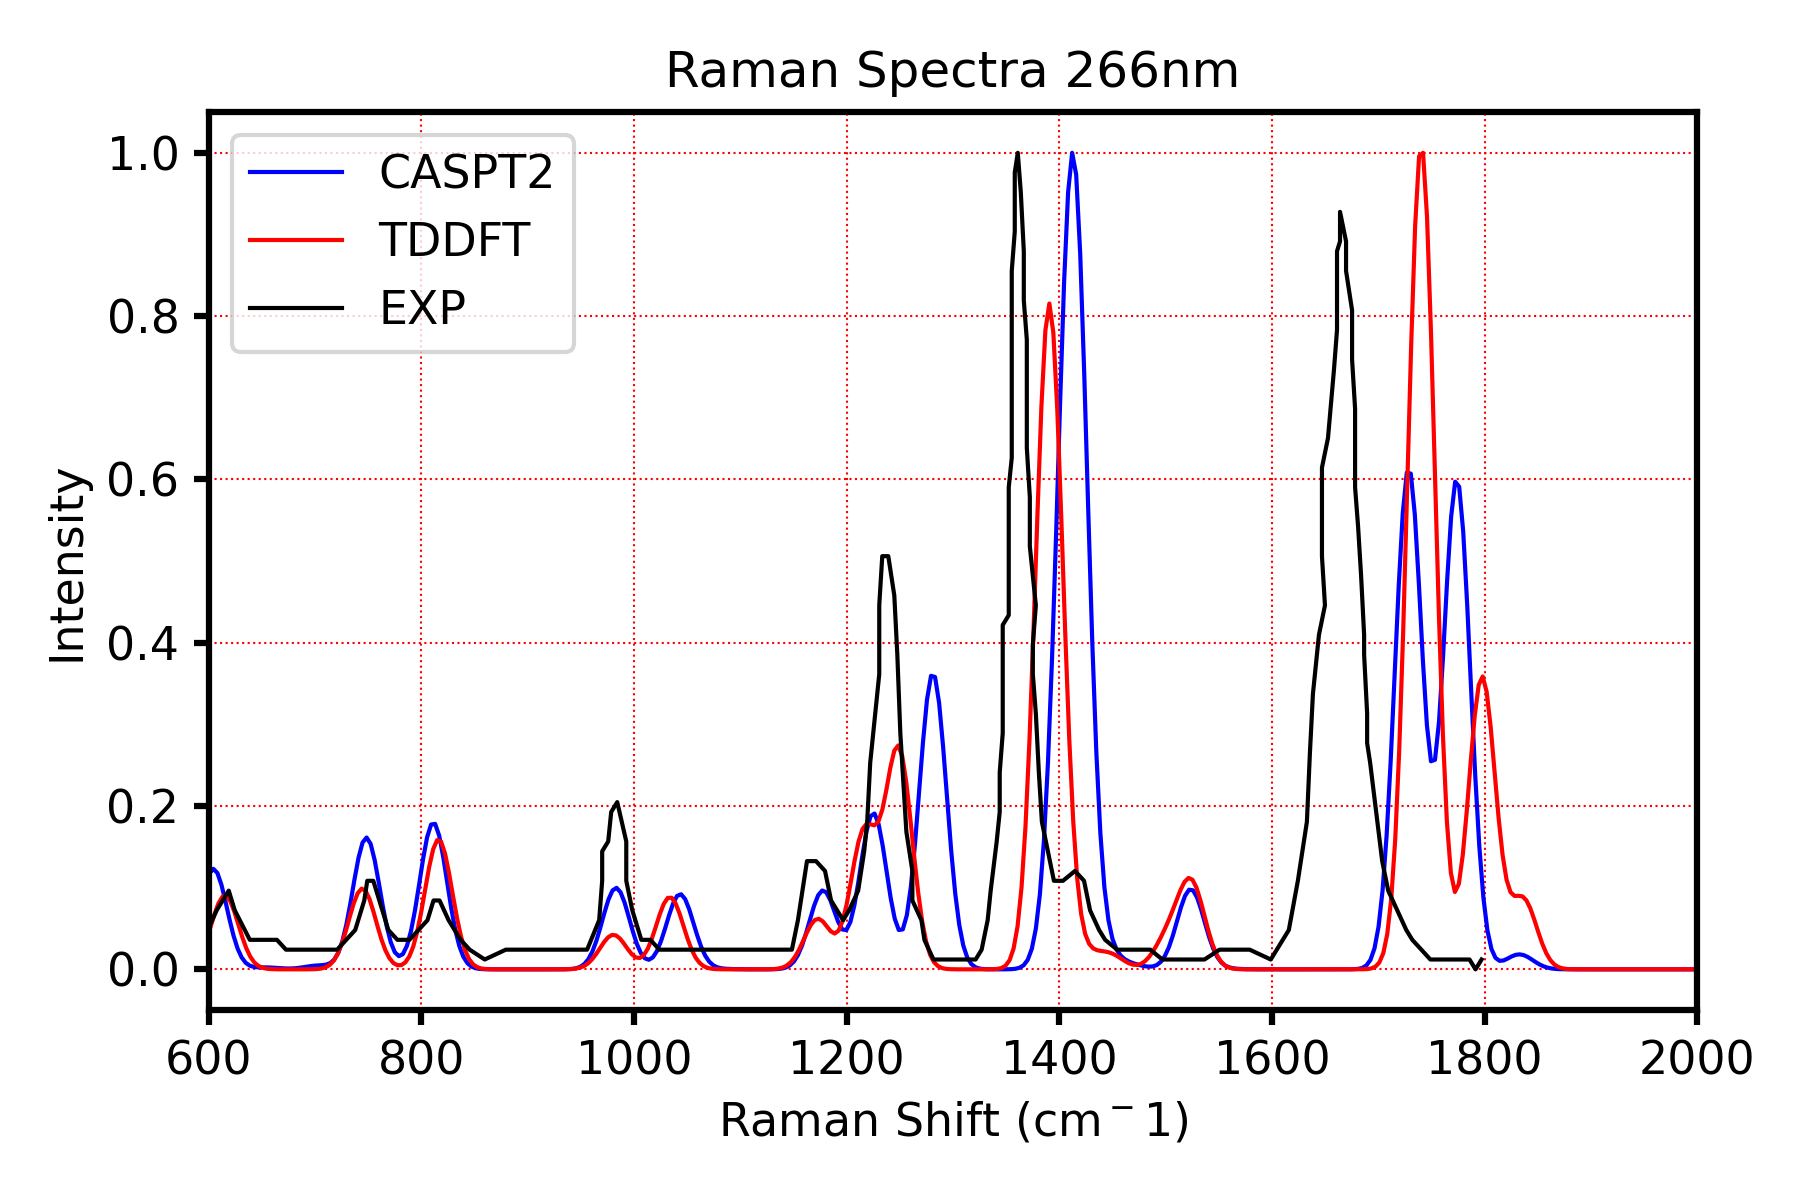 Raman Spectra 266nm
1.0
0.8
0.6
0.4
0.2
0.0
Intensity
CASPT2
TDDFT
EXP
600 800 1000 1200 1400 1600 1800 2000
Raman Shift (cm⁻1)